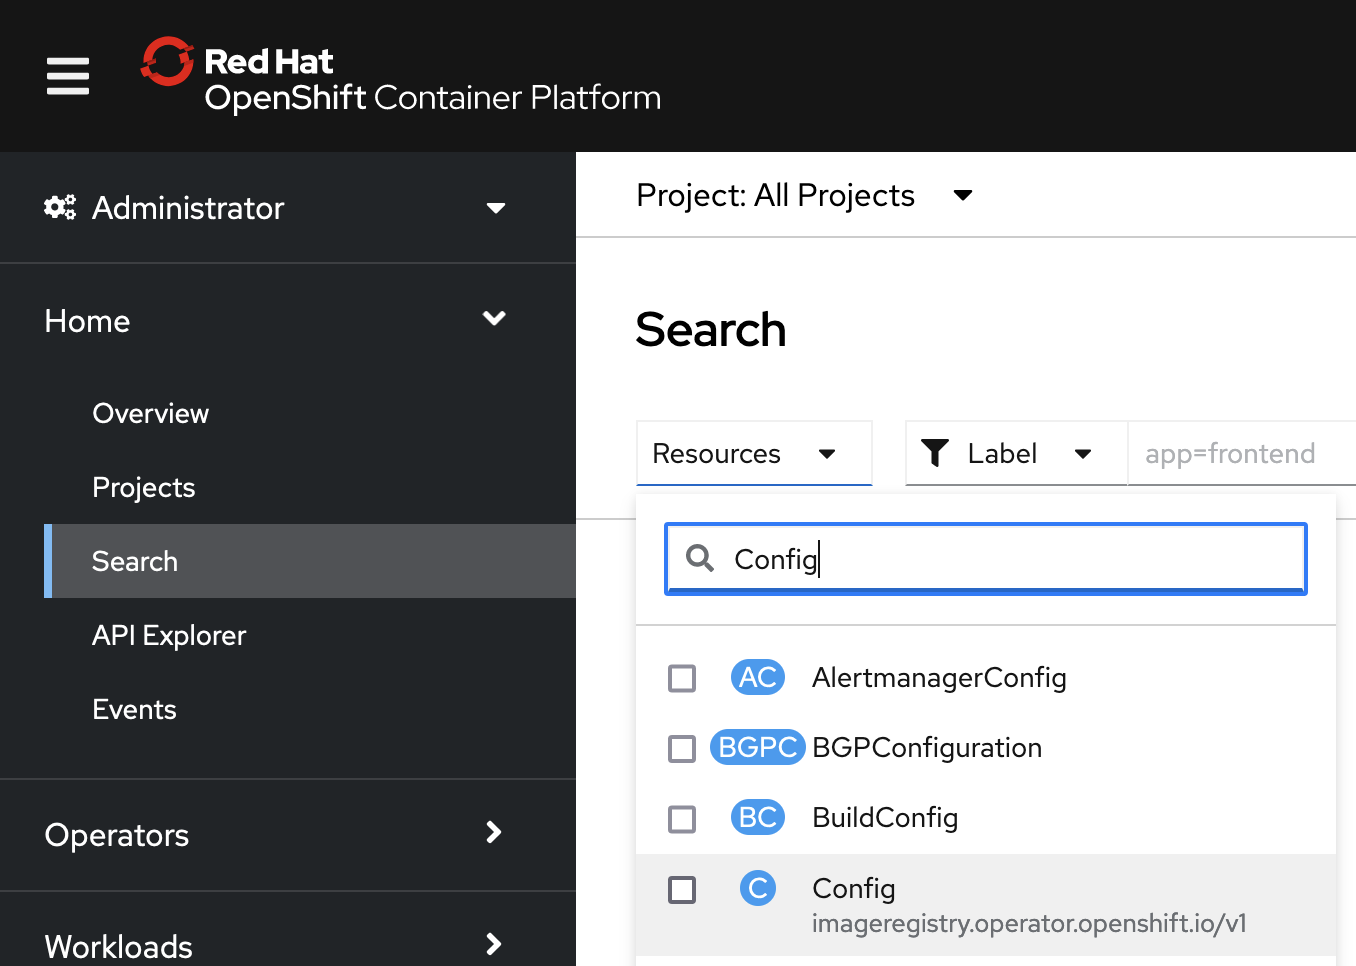 Red Hat
OpenShift Container Platform
Administrator
Home
Overview
Projects
Search
API Explorer
Events
Operators
Workloads
Project: All Projects
Search
Resources
Label
app=frontend
Config
AC AlertmanagerConfig
BGPC BGPConfiguration
BC BuildConfig
C Config
imageregistry.operator.openshift.io/v1